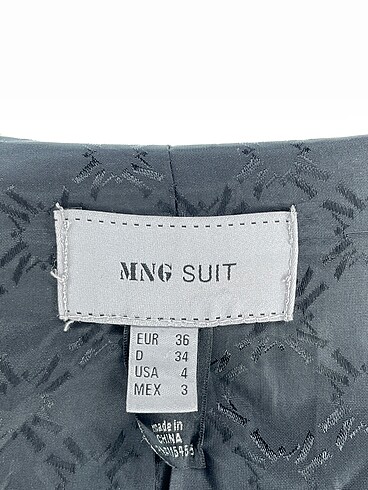 MNG SUIT
EUR 36
D 34
USA 4
MEX 3
made in
CHINA